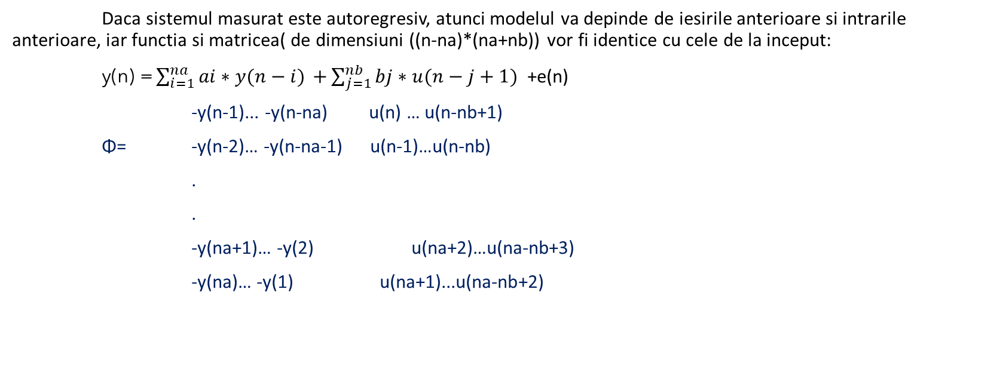 Daca sistemul masurat este autoregresiv, atunci modelul va depinde de iesirile anterioare si intrarile
anterioare, iar functia si matricea( de dimensiuni ((n-na)*(na+nb)) vor fi identice cu cele de la inceput:
y(n) = ∑_{i=1}^{na} ai * y(n − i) + ∑_{j=1}^{nb} bj * u(n − j + 1) +e(n)
-y(n-1)... -y(n-na) u(n) ... u(n-nb+1)
Φ= -y(n-2)... -y(n-na-1) u(n-1)...u(n-nb)
.
.
-y(na+1)... -y(2) u(na+2)...u(na-nb+3)
-y(na)... -y(1) u(na+1)...u(na-nb+2)